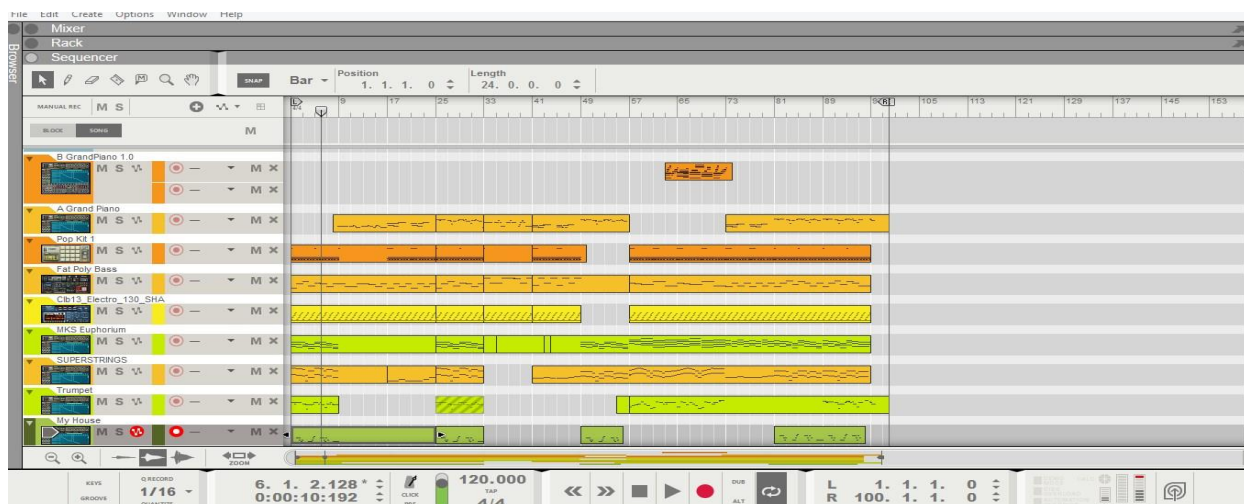 File Edit Create Options Window Help
Mixer
Rack
Sequencer
Browser
SNAP
Bar
Position
1. 1. 1. 0
Length
24. 0. 0. 0
MANUAL REC M S
9 17 25 33 41 49 57 65 73 81 89 105 113 121 129 137 145 153
BLOCK SONG M
B GrandPiano 1.0
M S M
M
A Grand Piano
M S M
Pop Kit 1
M S M
Fat Poly Bass
M S M
Clb13_Electro_130_SHA
M S M
MKS Euphorium
M S M
SUPERSTRINGS
M S M
Trumpet
M S M
My House
M S M
ZOOM
KEYS
GROOVE
Q RECORD
1/16
QUANTIZE
6. 1. 2.128 *
0:00:10:192
CLICK
PRE
120.000
TAP
4/4
DUB
ALT
L 1. 1. 1. 0
R 100. 1. 1. 0